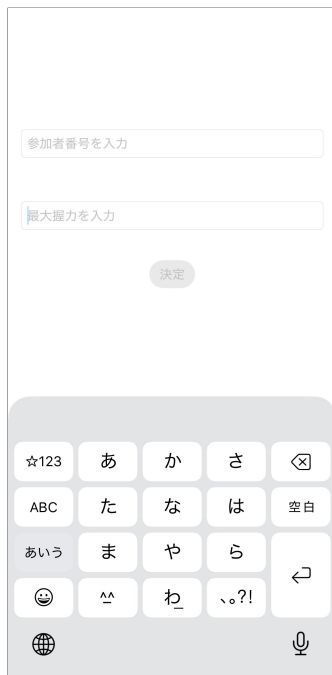 参加者番号を入力
最大握力を入力
決定
☆123 あ か さ
ABC た な は 空白
あいう ま や ら
^^ わ_ 、。?!